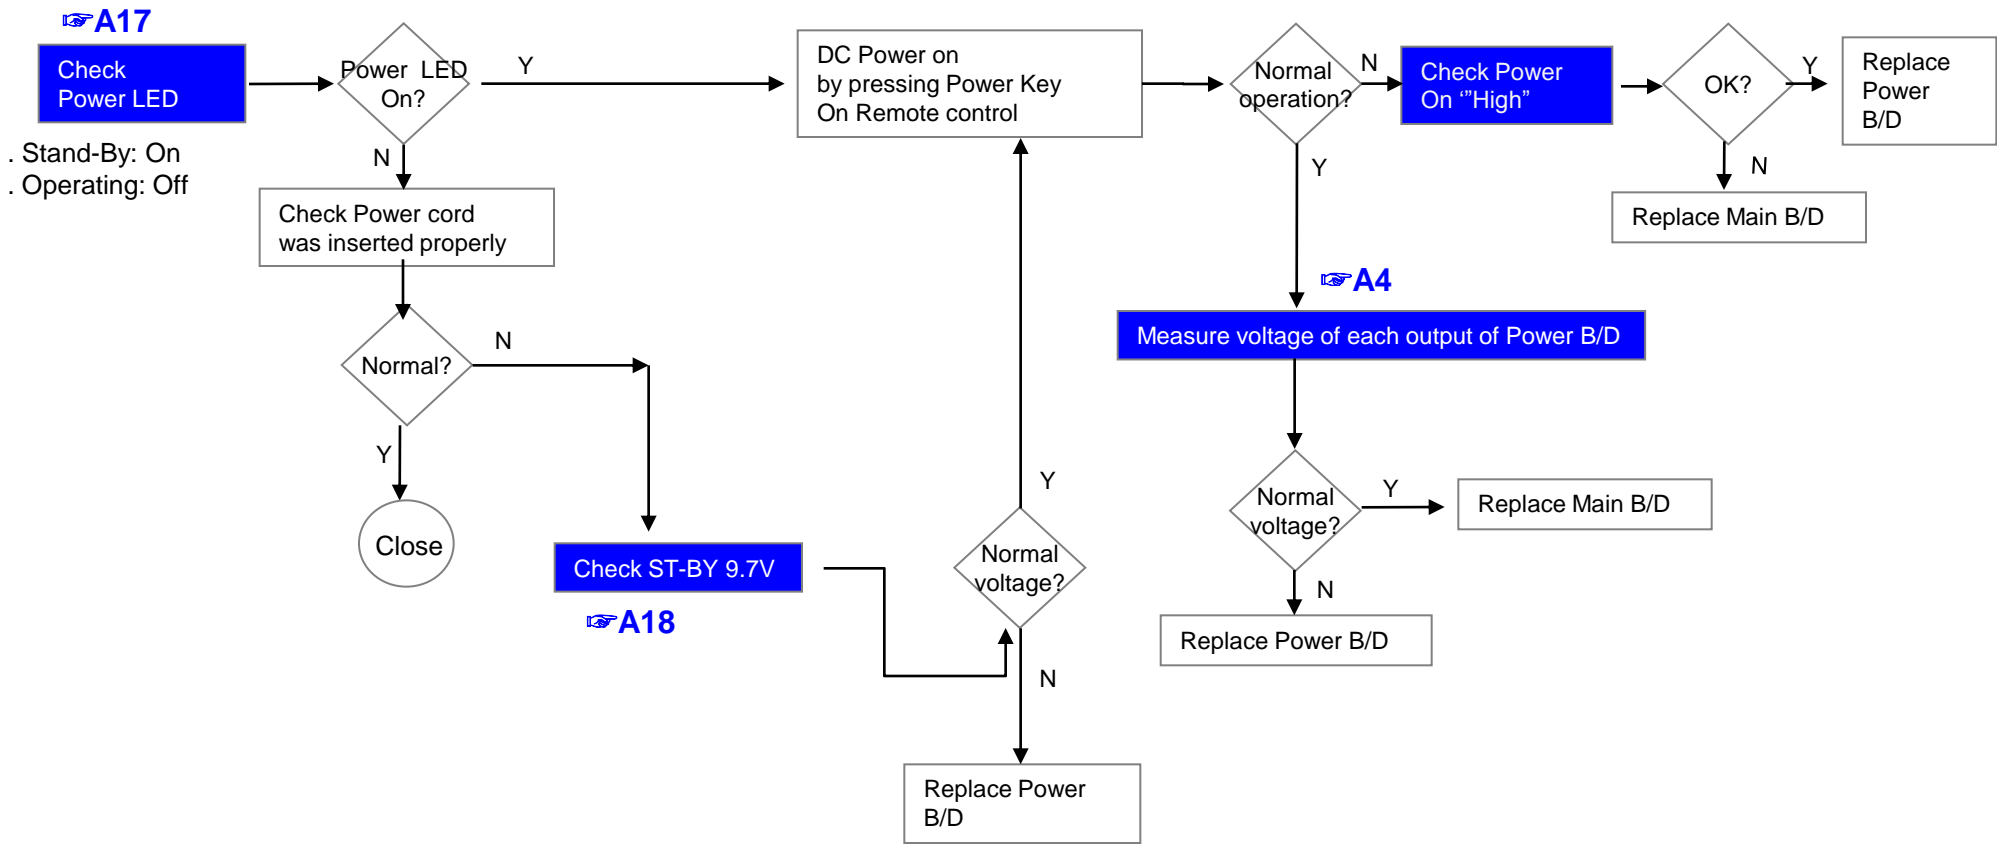 ☞A17
Check
Power LED
. Stand-By: On
. Operating: Off
Power LED
On?
Y
N
Check Power cord
was inserted properly
Normal?
N
Y
Close
Check ST-BY 9.7V
☞A18
DC Power on
by pressing Power Key
On Remote control
Y
Normal
voltage?
N
Replace Power
B/D
Normal
operation?
N
Y
Check Power
On ‘”High”
OK?
Y
N
Replace
Power
B/D
Replace Main B/D
☞A4
Measure voltage of each output of Power B/D
Normal
voltage?
Y
N
Replace Main B/D
Replace Power B/D